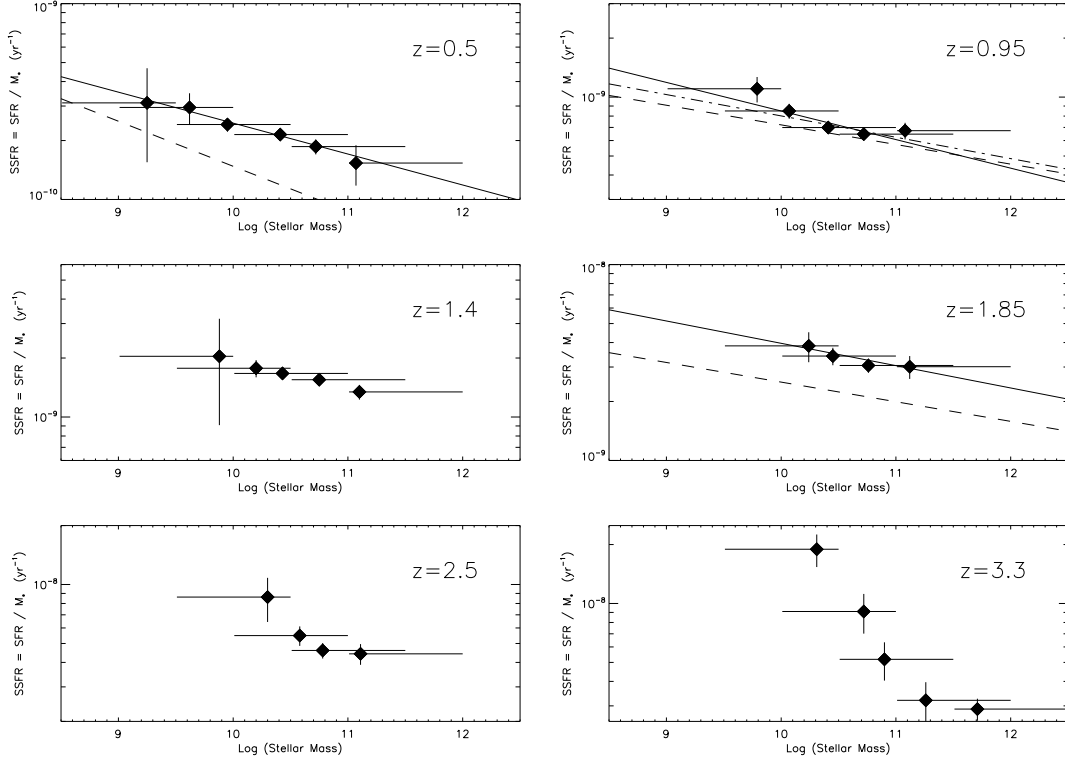 10⁻⁹
SSFR = SFR / M* (yr⁻¹)
z=0.5
10⁻¹⁰
9 10 11 12
Log (Stellar Mass)
SSFR = SFR / M* (yr⁻¹)
z=0.95
10⁻⁹
9 10 11 12
Log (Stellar Mass)
SSFR = SFR / M* (yr⁻¹)
z=1.4
10⁻⁹
9 10 11 12
Log (Stellar Mass)
10⁻⁸
SSFR = SFR / M* (yr⁻¹)
z=1.85
10⁻⁹
9 10 11 12
Log (Stellar Mass)
SSFR = SFR / M* (yr⁻¹)
z=2.5
10⁻⁸
9 10 11 12
Log (Stellar Mass)
SSFR = SFR / M* (yr⁻¹)
z=3.3
10⁻⁸
9 10 11 12
Log (Stellar Mass)